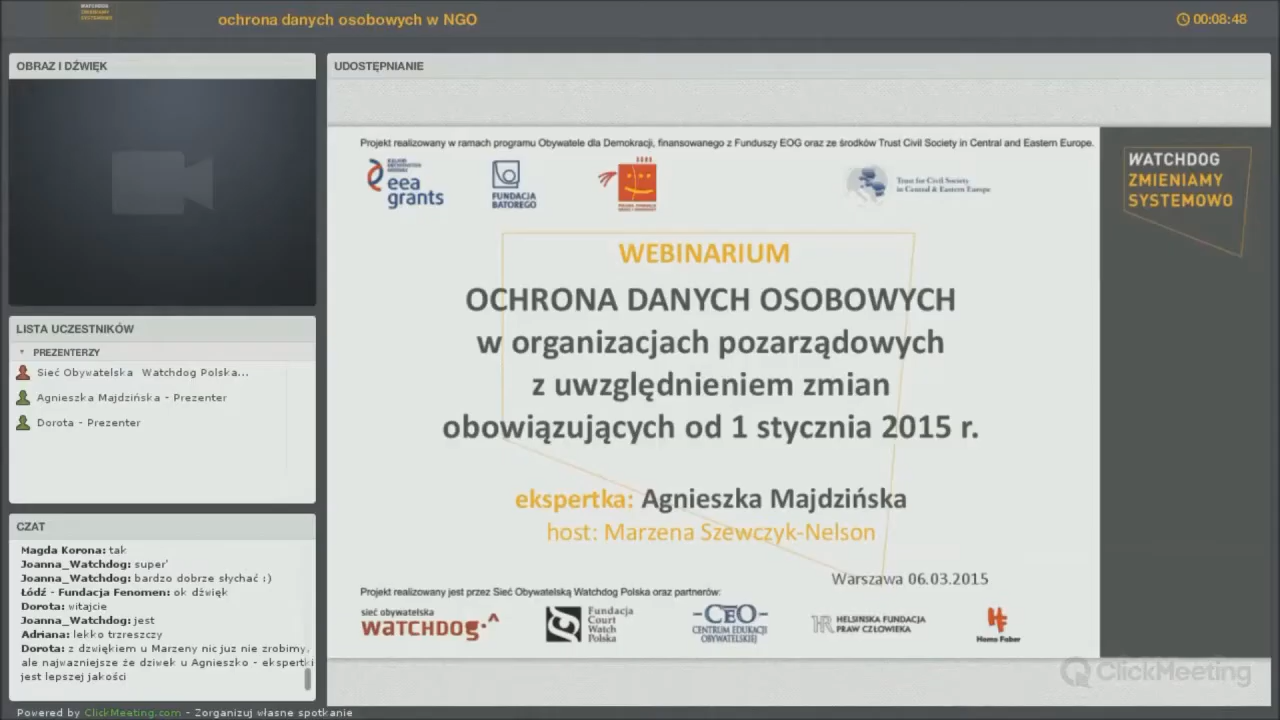 WATCHDOG
ZMIENIAMY
SYSTEMOWO
ochrona danych osobowych w NGO
00:08:48
OBRAZ I DŹWIĘK
LISTA UCZESTNIKÓW
PREZENTERZY
Sieć Obywatelska Watchdog Polska...
Agnieszka Majdzińska - Prezenter
Dorota - Prezenter
CZAT
Magda Korona: tak
Joanna_Watchdog: super'
Joanna_Watchdog: bardzo dobrze słychać :)
Łódź - Fundacja Fenomen: ok dźwięk
Dorota: witajcie
Joanna_Watchdog: jest
Adriana: lekko trzeszczy
Dorota: z dzwiękiem u Marzeny nic juz nie zrobimy,
ale najwazniejsze że dziwek u Agnieszko - ekspertki
jest lepszej jakości
Powered by ClickMeeting.com - Zorganizuj własne spotkanie
UDOSTĘPNIANIE
Projekt realizowany w ramach programu Obywatele dla Demokracji, finansowanego z Funduszy EOG oraz ze środków Trust Civil Society in Central and Eastern Europe.
eea
grants
FUNDACJA
BATOREGO
Trust for Civil Society
in Central & Eastern Europe
WATCHDOG
ZMIENIAMY
SYSTEMOWO
WEBINARIUM
OCHRONA DANYCH OSOBOWYCH
w organizacjach pozarządowych
z uwzględnieniem zmian
obowiązujących od 1 stycznia 2015 r.
ekspertka: Agnieszka Majdzińska
host: Marzena Szewczyk-Nelson
Warszawa 06.03.2015
Projekt realizowany jest przez Sieć Obywatelską Watchdog Polska oraz partnerów:
sieć obywatelska
WATCHDOG
Fundacja
Court
Watch
Polska
CEO
CENTRUM EDUKACJI
OBYWATELSKIEJ
HELSIŃSKA FUNDACJA
PRAW CZŁOWIEKA
Homo Faber
ClickMeeting